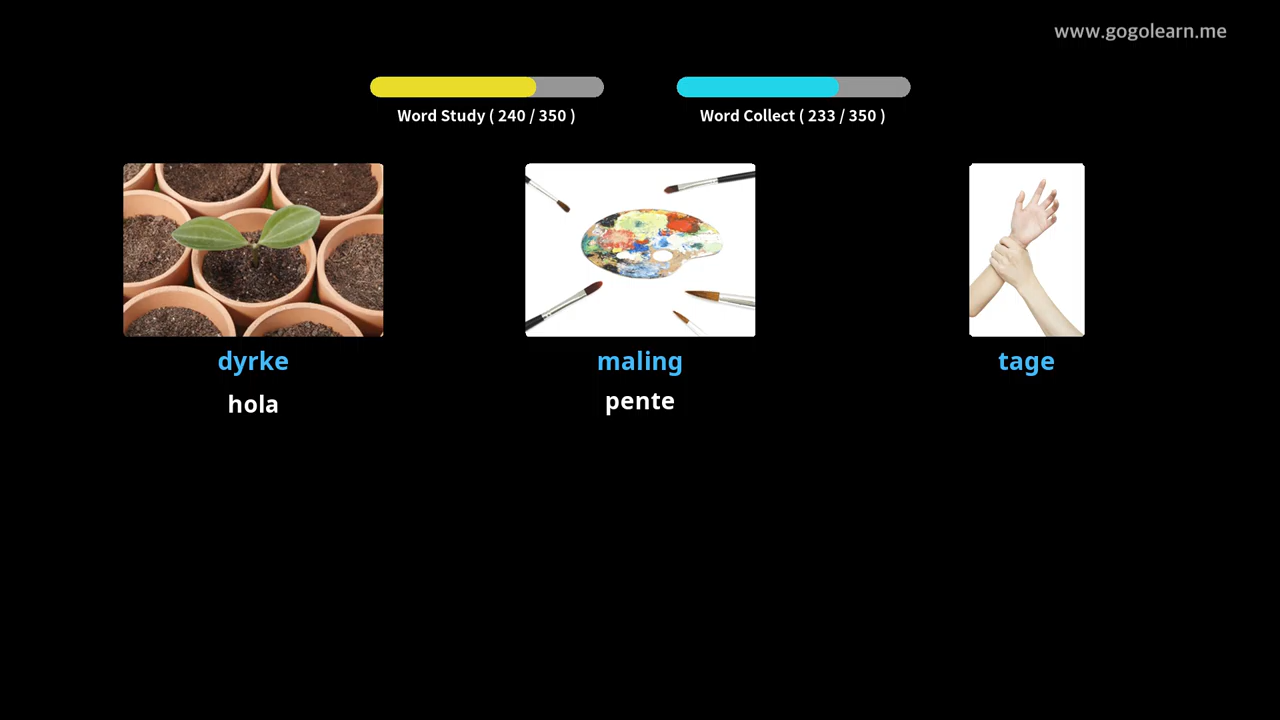 www.gogolearn.me
Word Study ( 240 / 350 )
Word Collect ( 233 / 350 )
dyrke
maling
tage
hola
pente